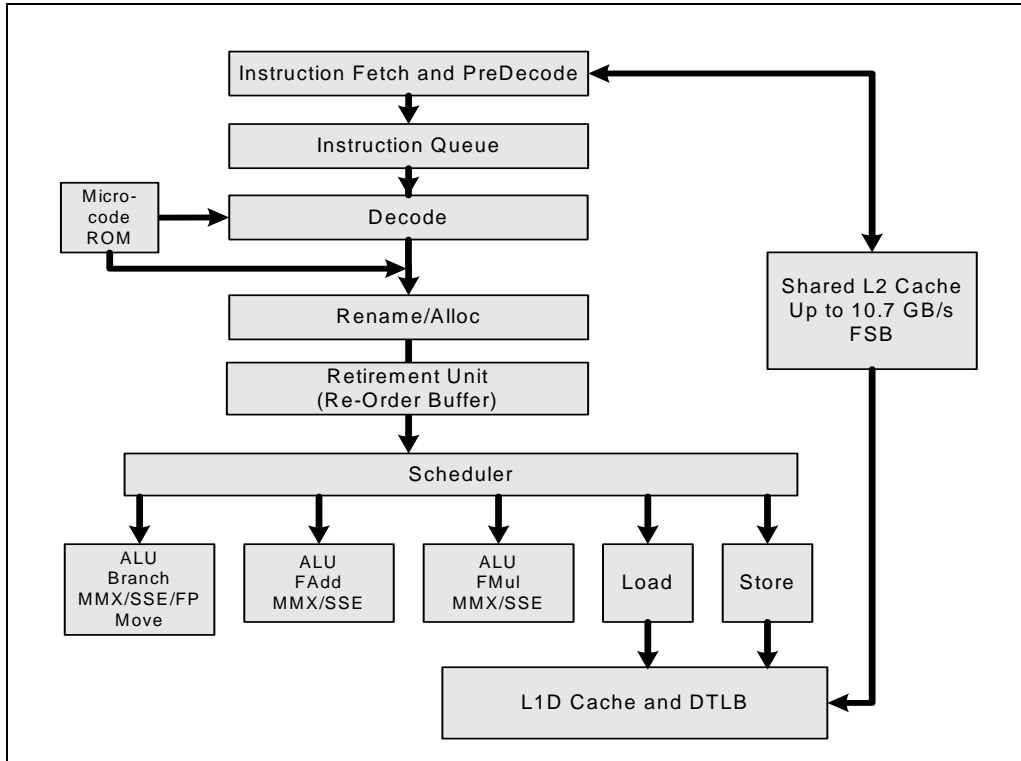 Instruction Fetch and PreDecode
Instruction Queue
Micro-
code
ROM
Decode
Shared L2 Cache
Up to 10.7 GB/s
FSB
Rename/Alloc
Retirement Unit
(Re-Order Buffer)
Scheduler
ALU
Branch
MMX/SSE/FP
Move
ALU
FAdd
MMX/SSE
ALU
FMul
MMX/SSE
Load
Store
L1D Cache and DTLB